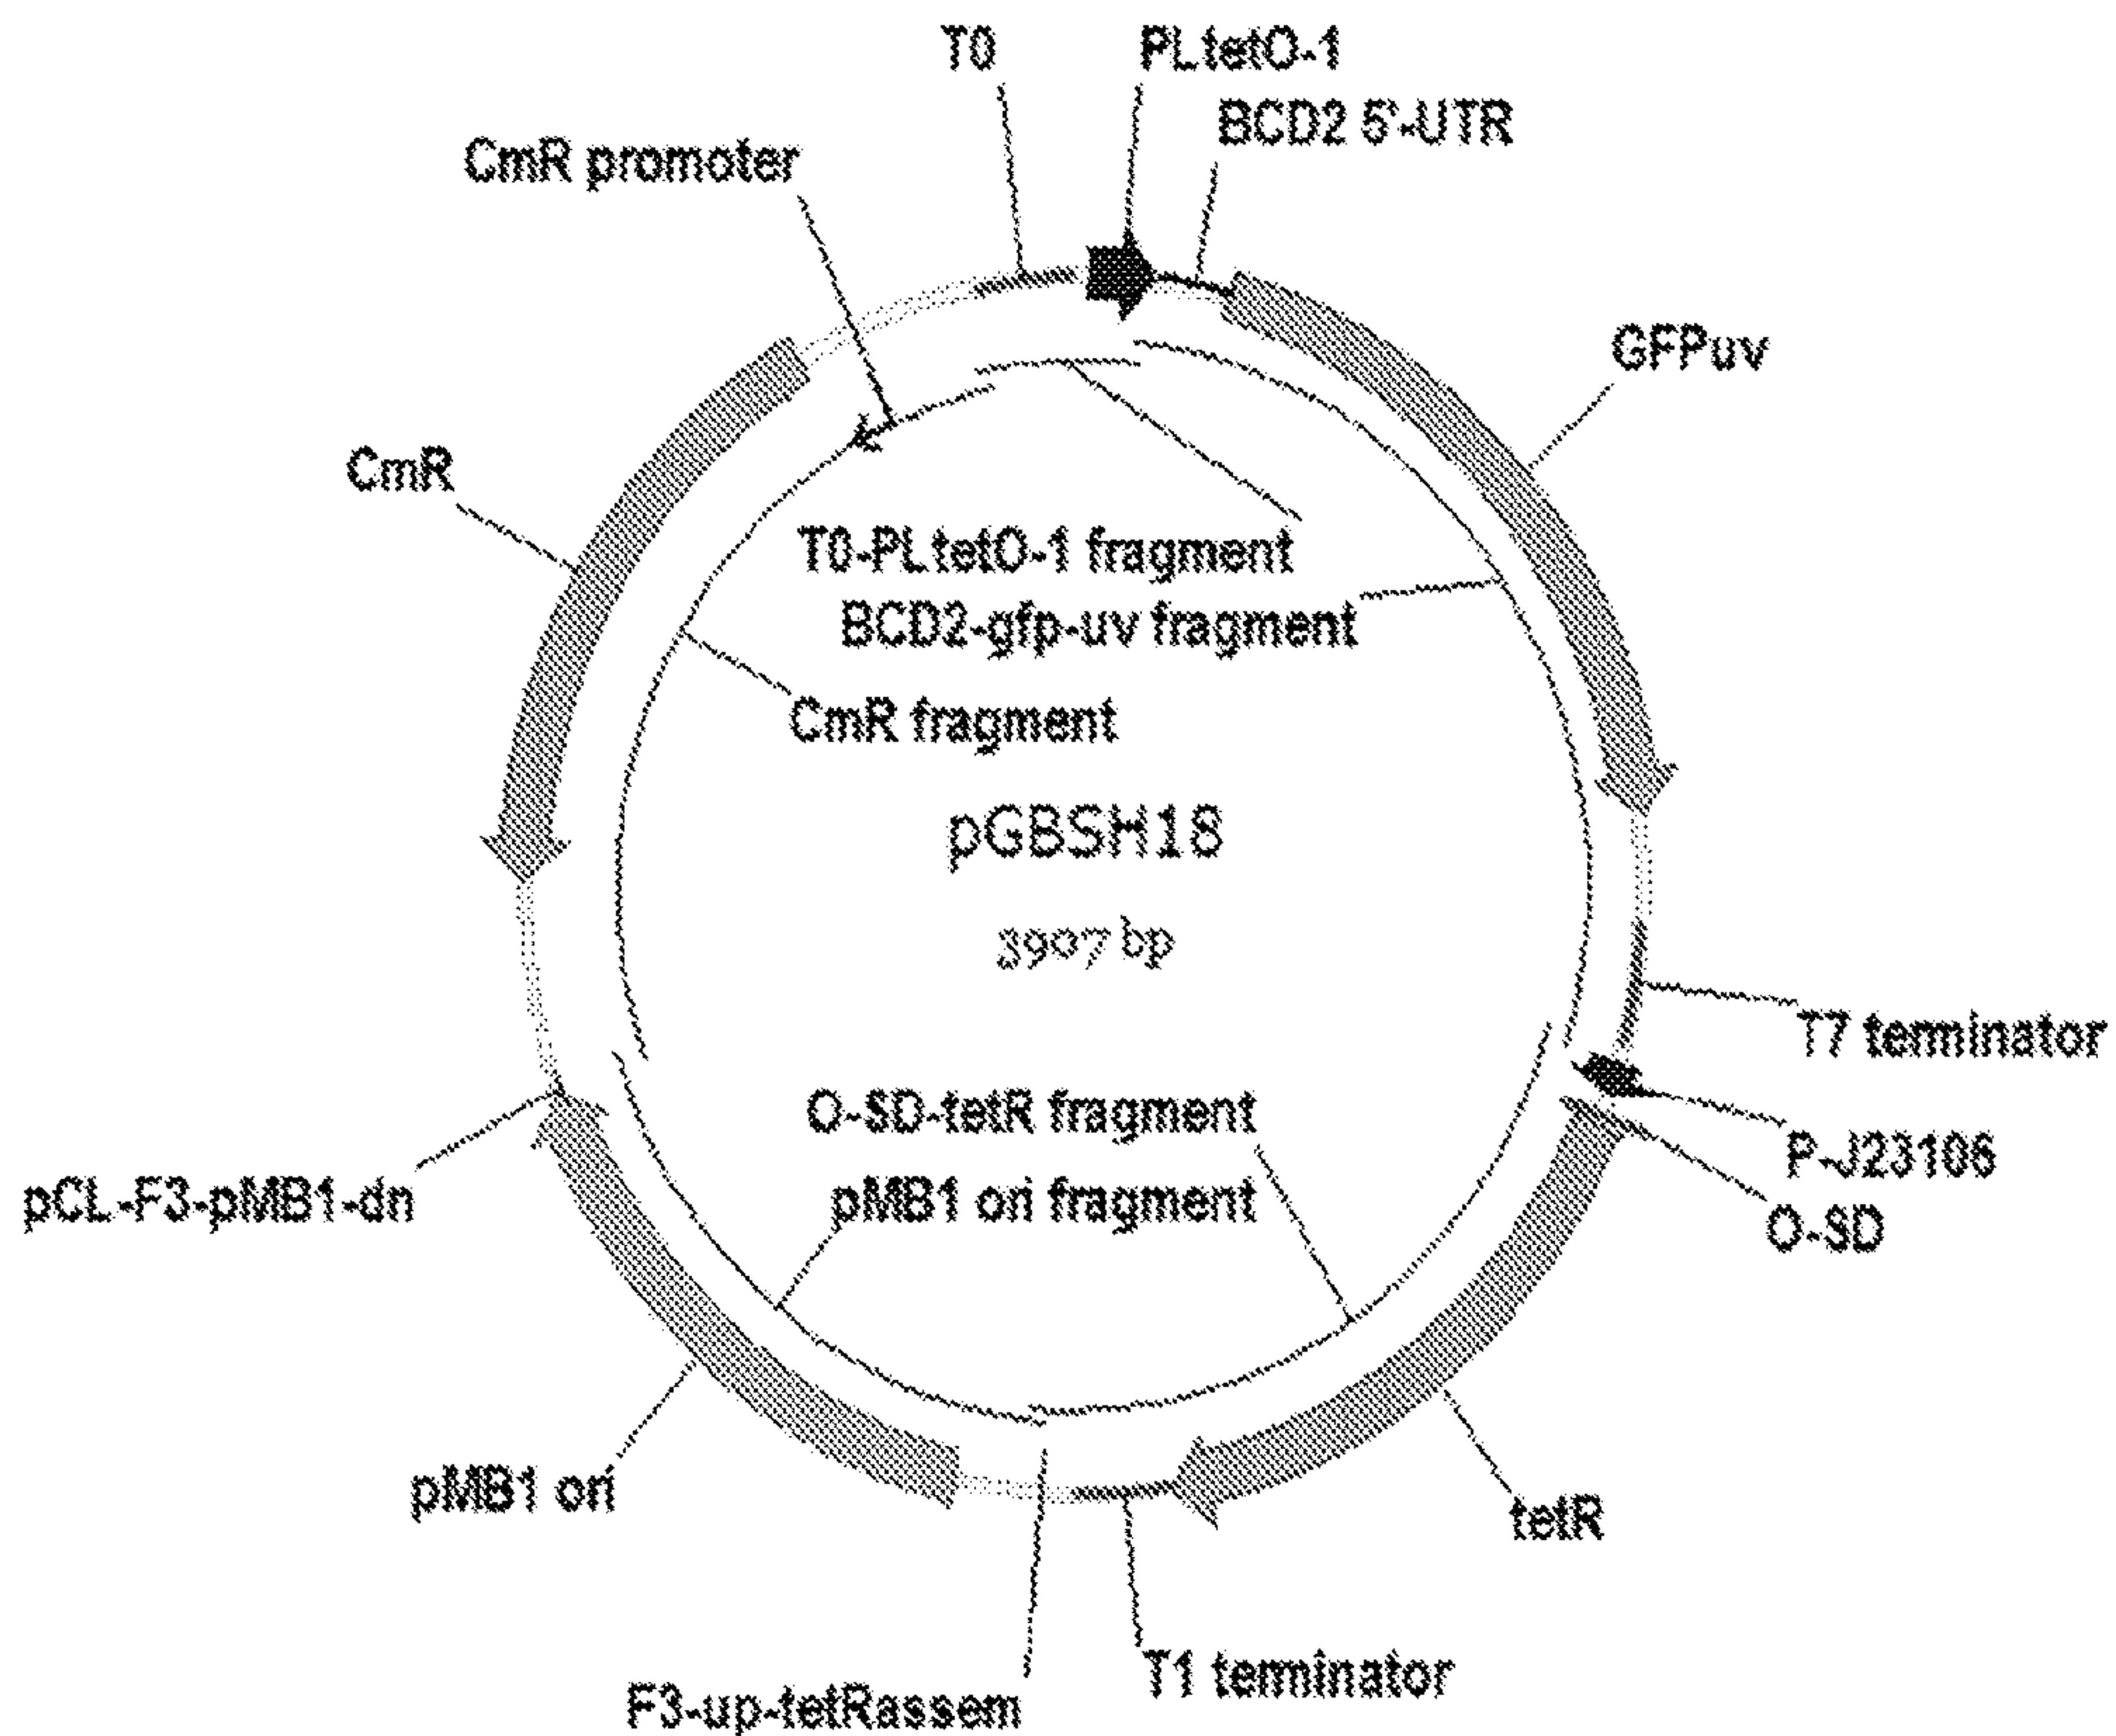 T0
PLtetO-1
BCD2 5'-UTR
CmR promoter
GFPuv
CmR
T0-PLtetO-1 fragment
BCD2-gfp-uv fragment
CmR fragment
pGBSH18
3907 bp
T7 terminator
O-SD-tetR fragment
P-J23106
pMB1 ori fragment
pCL-F3-pMB1-dn
O-SD
pMB1 ori
tetR
T1 terminator
F3-up-tetRassem